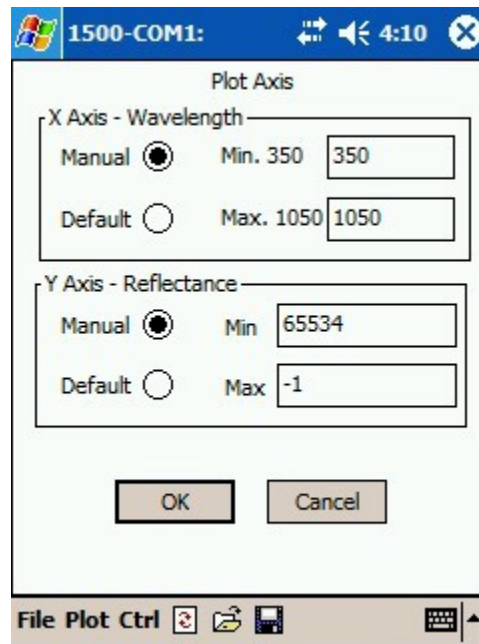 1500-COM1: 4:10
Plot Axis
X Axis - Wavelength
Manual Min. 350 350
Default Max. 1050 1050
Y Axis - Reflectance
Manual Min 65534
Default Max -1
OK Cancel
File Plot Ctrl